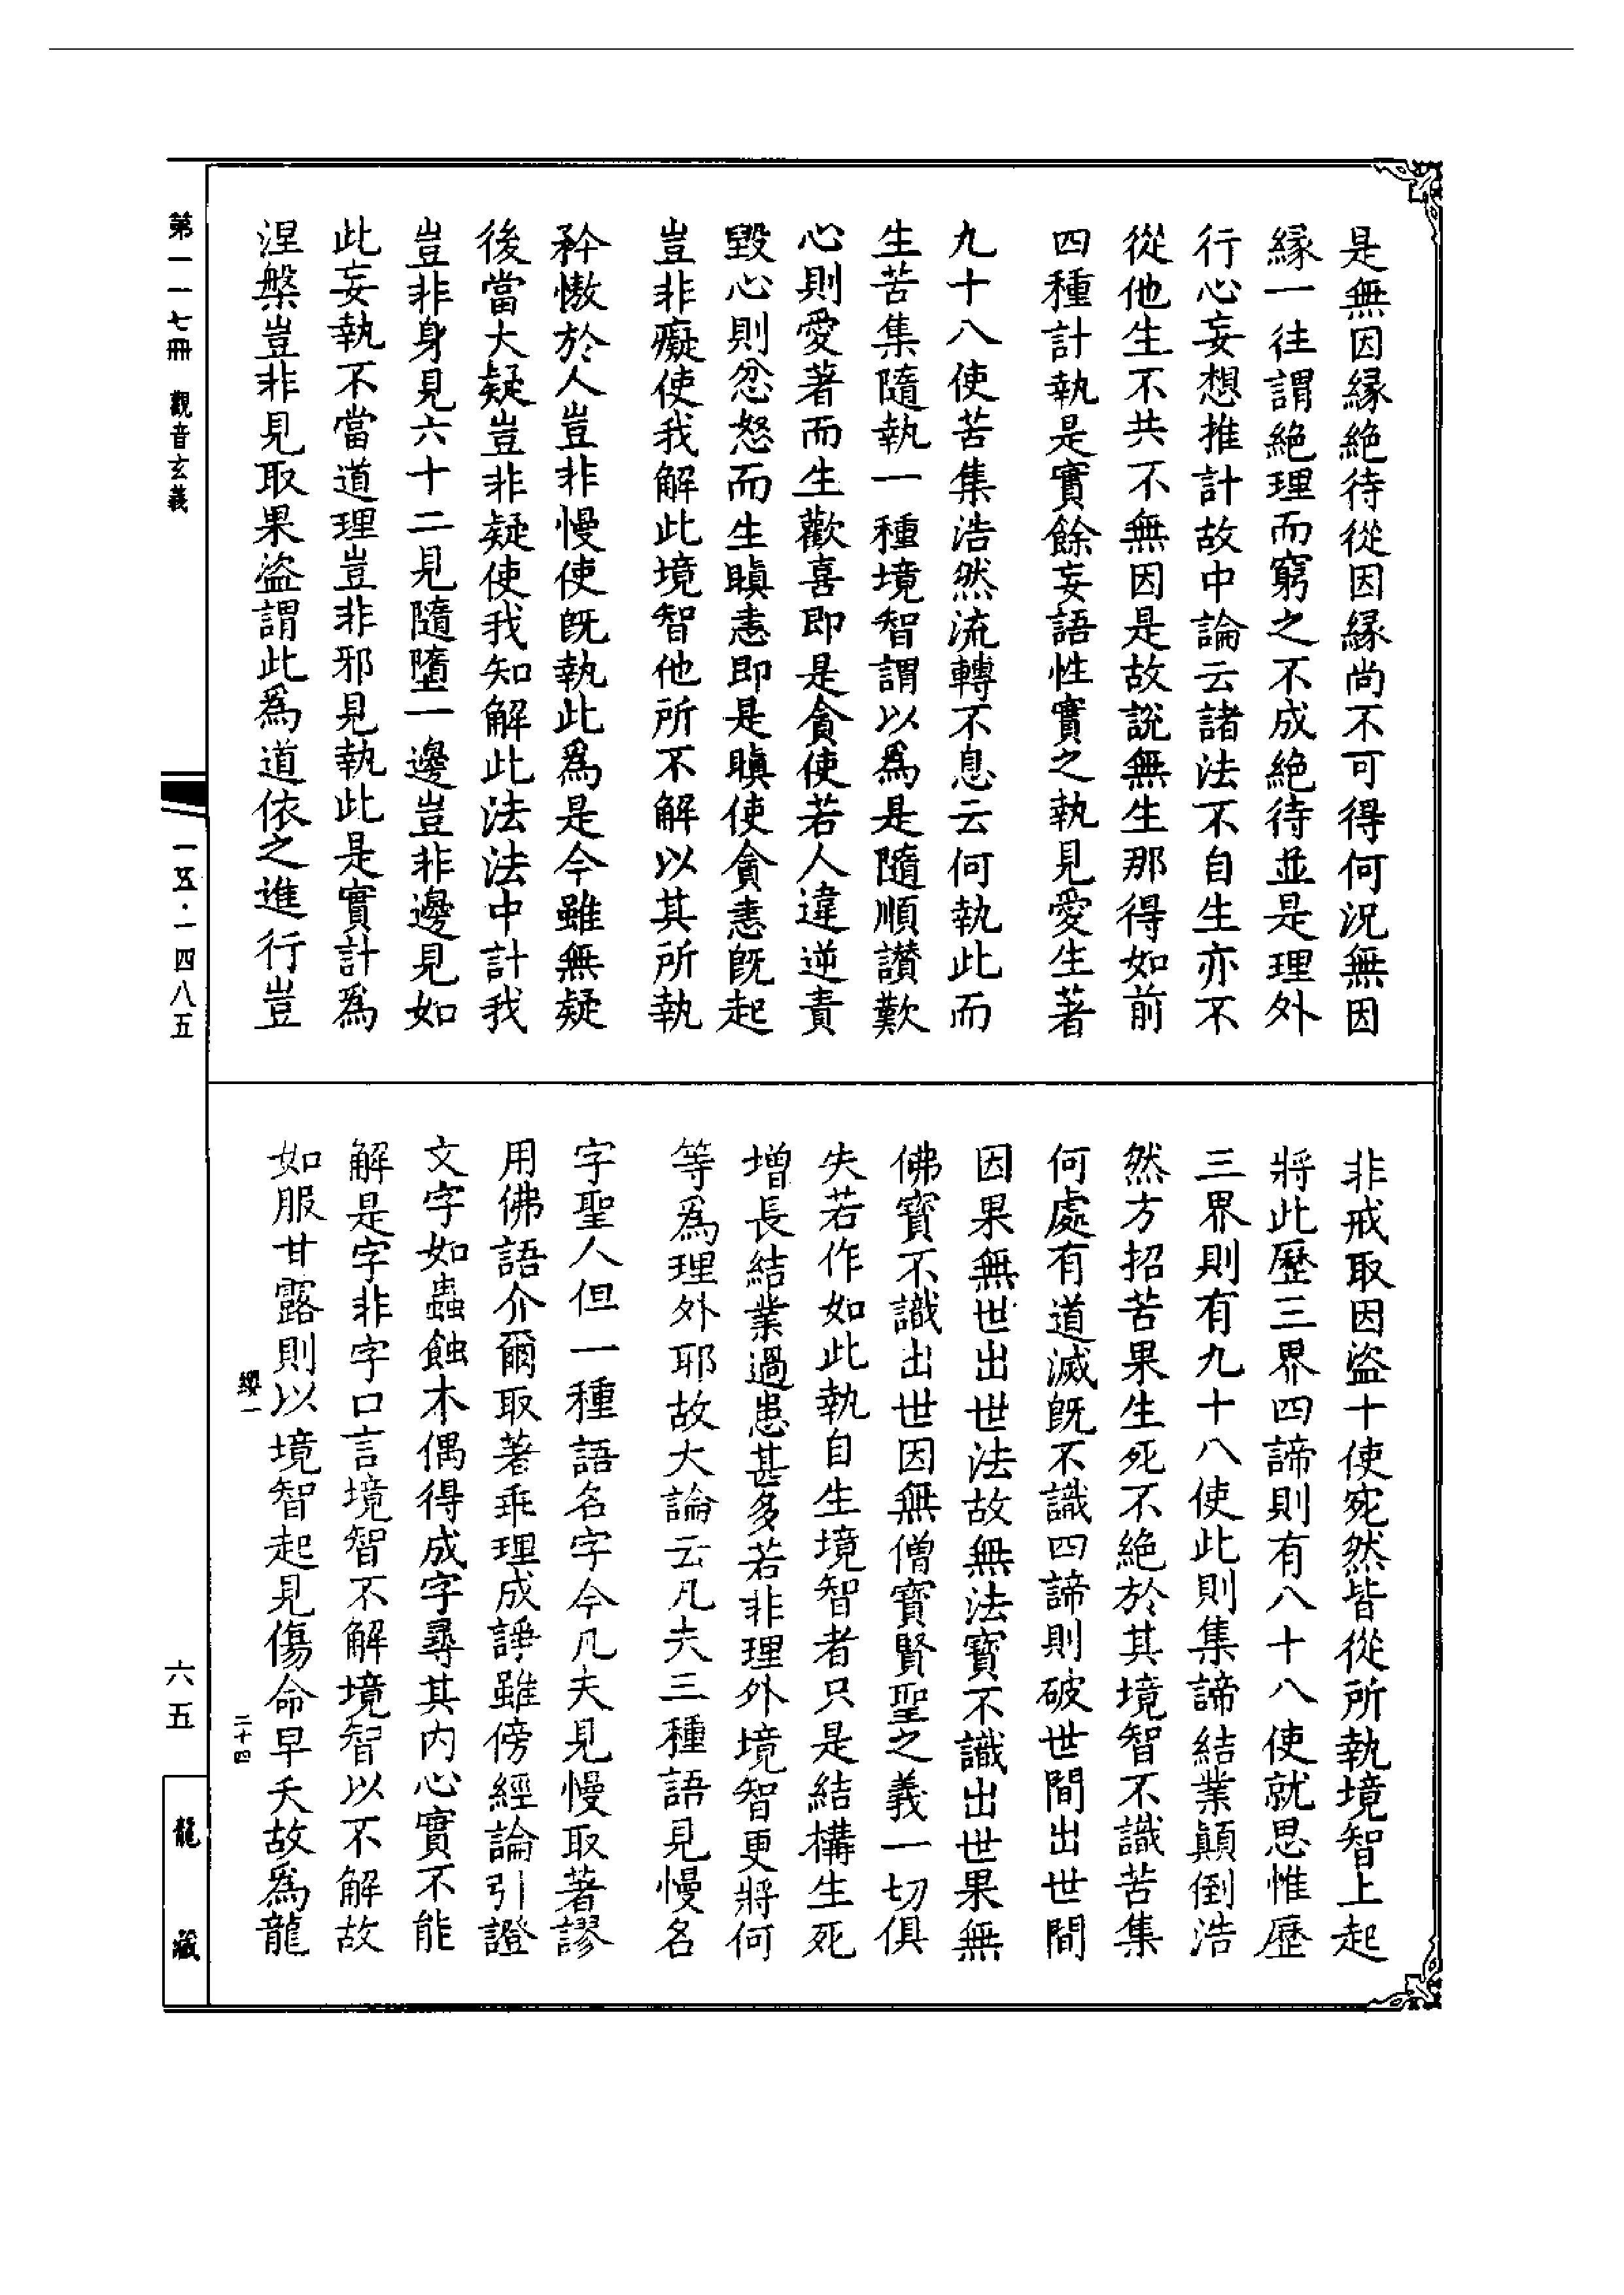 是無因緣絶待從因緣尚不可得何況無因
緣一往謂絶理而窮之不成絶待並是理外
行心妄想推計故中論云諸法不自生亦不
從他生不共不無因是故說無生那得如前
四種計執是實餘妄語性實之執見愛生著
九十八使苦集浩然流轉不息云何執此而
生苦集隨執一種境智謂以為是隨順讃歎
心則愛著而生歡喜即是貪使若人違逆責
毀心則忿怒而生瞋恚即是瞋使貪恚旣起
豈非癡使我解此境智他所不解以其所執
矜慠於人豈非慢使旣執此爲是今雖無疑
後當大疑豈非疑使我知解此法法中計我
豈非身見六十二見隨墮一邊豈非邊見如
此妄執不當道理豈非邪見執此是實計爲
涅槃豈非見取果盜謂此爲道依之進行豈
非戒取因盜十使宛然皆從所執境智上起
將此歷三界四諦則有八十八使就思惟歷
三界則有九十八使此則集諦結業顛倒浩
然方招苦果生死不絶於其境智不識苦集
何處有道滅旣不識四諦則破世間出世間
因果無世出世法故無法寶不識出世果無
佛寶不識出世因無僧寶賢聖之義一切俱
失若作如此執自生境智者只是結構生死
增長結業過患甚多若非理外境智更將何
等爲理外耶故大論云凡夫三種語見慢名
字聖人但一種語名字今凡夫見慢取著謬
用佛語介爾取著乖理成諍雖傍經論引證
文字如蟲蝕木偶得成字尋其內心實不能
解是字非字口言境智不解境智以不解故
如服甘露則以境智起見傷命早夭故爲龍
纓一
二十四
第一一七冊 觀音玄義
一五·一四八五
六五
龍藏